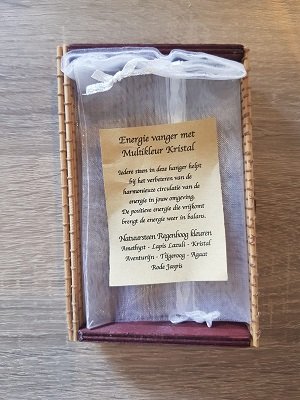 Energie vanger met
Multikleur Kristal
Iedere steen in deze hanger helpt
bij het verbeteren van de
harmonieuze circulatie van de
energie in jouw omgeving.
De positieve energie die vrijkomt
brengt de energie weer in balans.
Natuursteen Regenboog kleuren
Amethyst - Lapis Lazuli - Kristal
Aventurijn - Tijgeroog - Agaat
Rode Jaspis